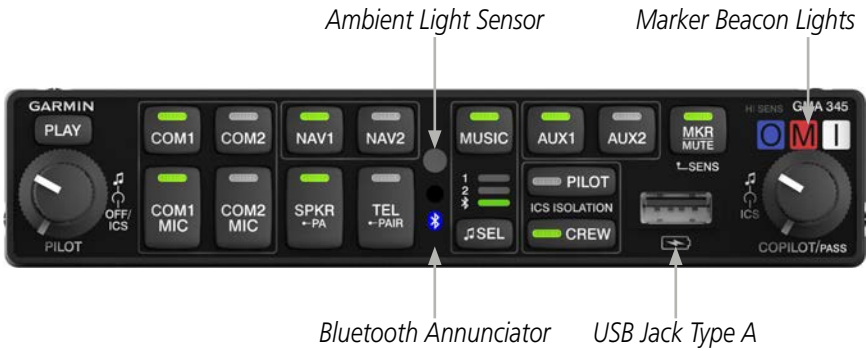 Ambient Light Sensor
Marker Beacon Lights
GARMIN
HI SENS GMA 345
PLAY
COM1
COM2
NAV1
NAV2
MUSIC
AUX1
AUX2
MKR
MUTE
O M I
SENS
1
2
PILOT
ICS ISOLATION
CREW
COM1
MIC
COM2
MIC
SPKR
←PA
TEL
←PAIR
SEL
OFF/
ICS
PILOT
ICS
COPILOT/PASS
Bluetooth Annunciator
USB Jack Type A